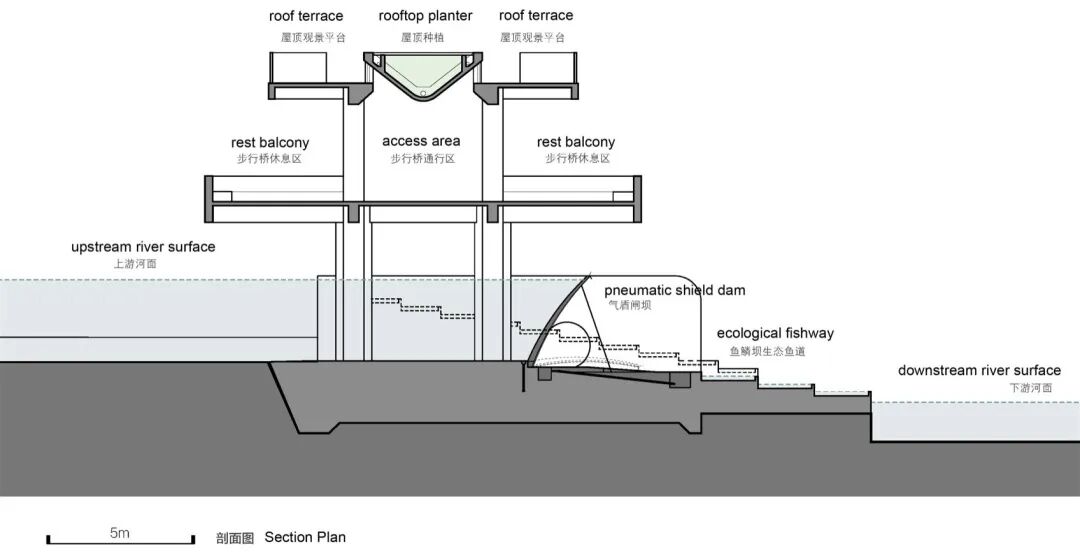 roof terrace
屋顶观景平台
rooftop planter
屋顶种植
roof terrace
屋顶观景平台
rest balcony
步行桥休息区
access area
步行桥通行区
rest balcony
步行桥休息区
upstream river surface
上游河面
pneumatic shield dam
气盾闸坝
ecological fishway
鱼鳞坝生态鱼道
downstream river surface
下游河面
5m
剖面图 Section Plan